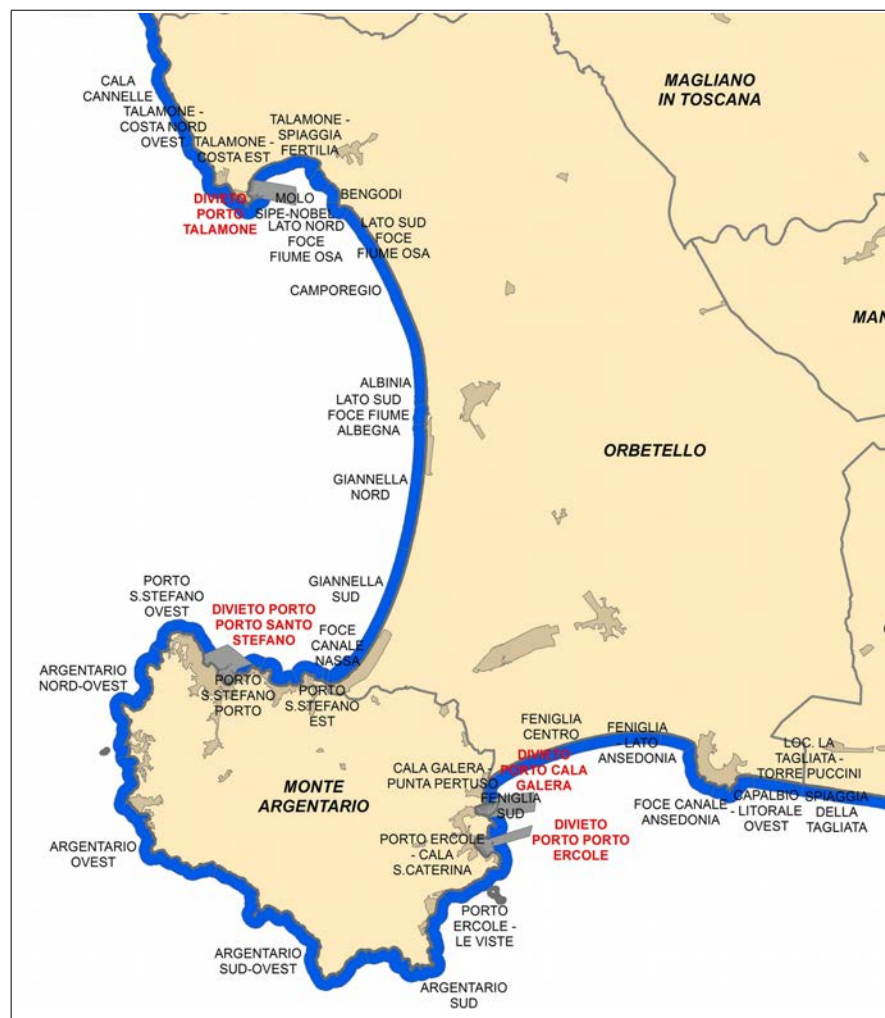 MAGLIANO
IN TOSCANA
CALA
CANNELLE
TALAMONE -
COSTA NORD
OVEST
TALAMONE -
COSTA EST
TALAMONE -
SPIAGGIA
FERTILIA
DIVIETO
PORTO
TALAMONE
MOLO
SIPE-NOBEL
LATO NORD
FOCE
FIUME OSA
BENGODI
LATO SUD
FOCE
FIUME OSA
CAMPOREGIO
MAN
ALBINIA
LATO SUD
FOCE FIUME
ALBEGNA
ORBETELLO
GIANNELLA
NORD
GIANNELLA
SUD
PORTO
S.STEFANO
OVEST
DIVIETO PORTO
PORTO SANTO
STEFANO
FOCE
CANALE
NASSA
ARGENTARIO
NORD-OVEST
PORTO
S.STEFANO
PORTO
PORTO
S.STEFANO
EST
FENIGLIA
CENTRO
FENIGLIA
LATO
ANSEDONIA
LOC. LA
TAGLIATA -
TORRE PUCCINI
MONTE
ARGENTARIO
CALA GALERA -
PUNTA PERTUSO
DIVIETO
PORTO CALA
GALERA
FENIGLIA
SUD
FOCE CANALE
ANSEDONIA
CAPALBIO
- LITORALE
OVEST
SPIAGGIA
DELLA
TAGLIATA
PORTO ERCOLE
- CALA
S.CATERINA
DIVIETO
PORTO PORTO
ERCOLE
ARGENTARIO
OVEST
PORTO
ERCOLE -
LE VISTE
ARGENTARIO
SUD-OVEST
ARGENTARIO
SUD